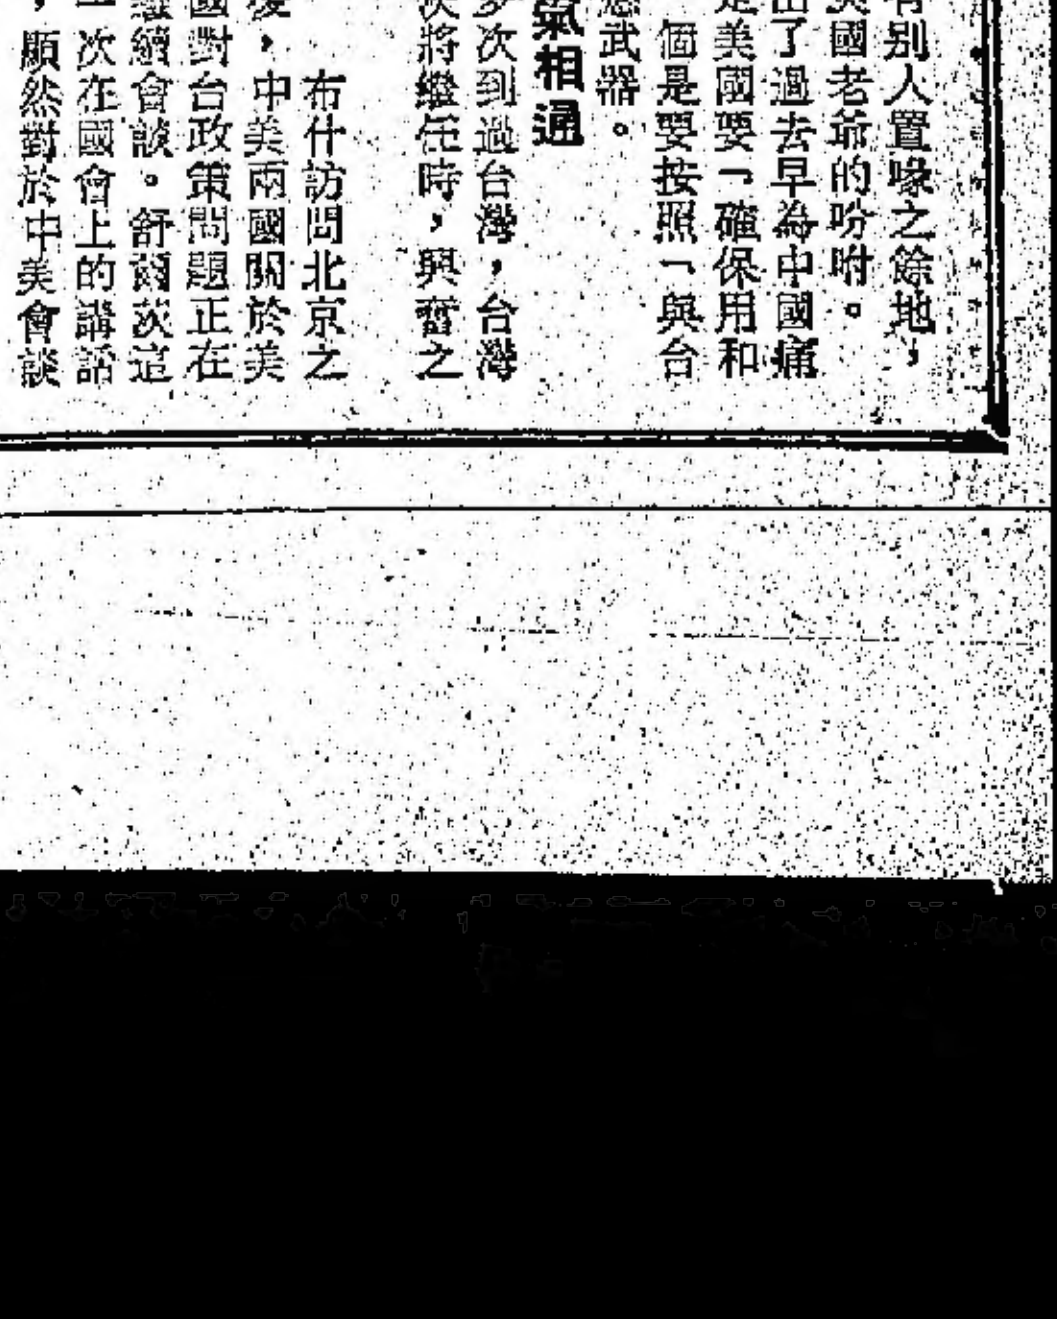 有別人置喙之餘地，
美國老爺的吩咐。
出了過去早為中國痛
是美國要「確保用和
個是要按照「與台
武器。
氣相通
多次到過台灣，台灣
次將繼任時，興奮之
布什訪問北京之
後，中美兩國關於美
國對台政策問題正在
繼續會談。舒爾茨這
一次在國會上的講話
，顯然對於中美會談